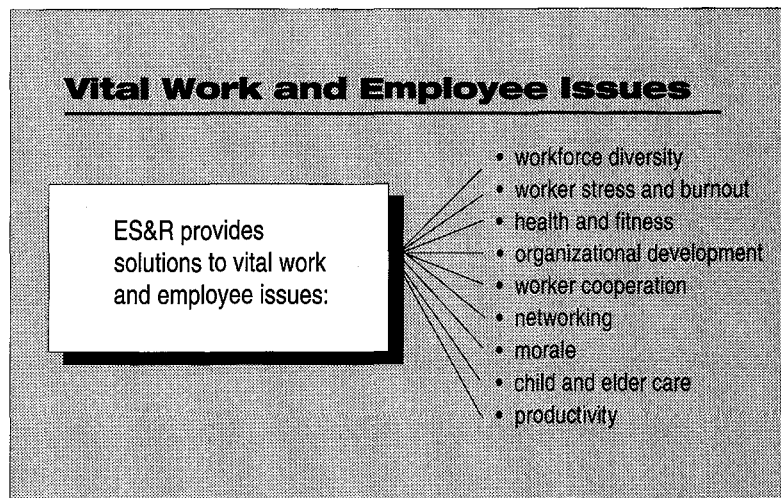 Vital Work and Employee Issues
ES&R provides
solutions to vital work
and employee issues:
• workforce diversity
• worker stress and burnout
• health and fitness
• organizational development
• worker cooperation
• networking
• morale
• child and elder care
• productivity